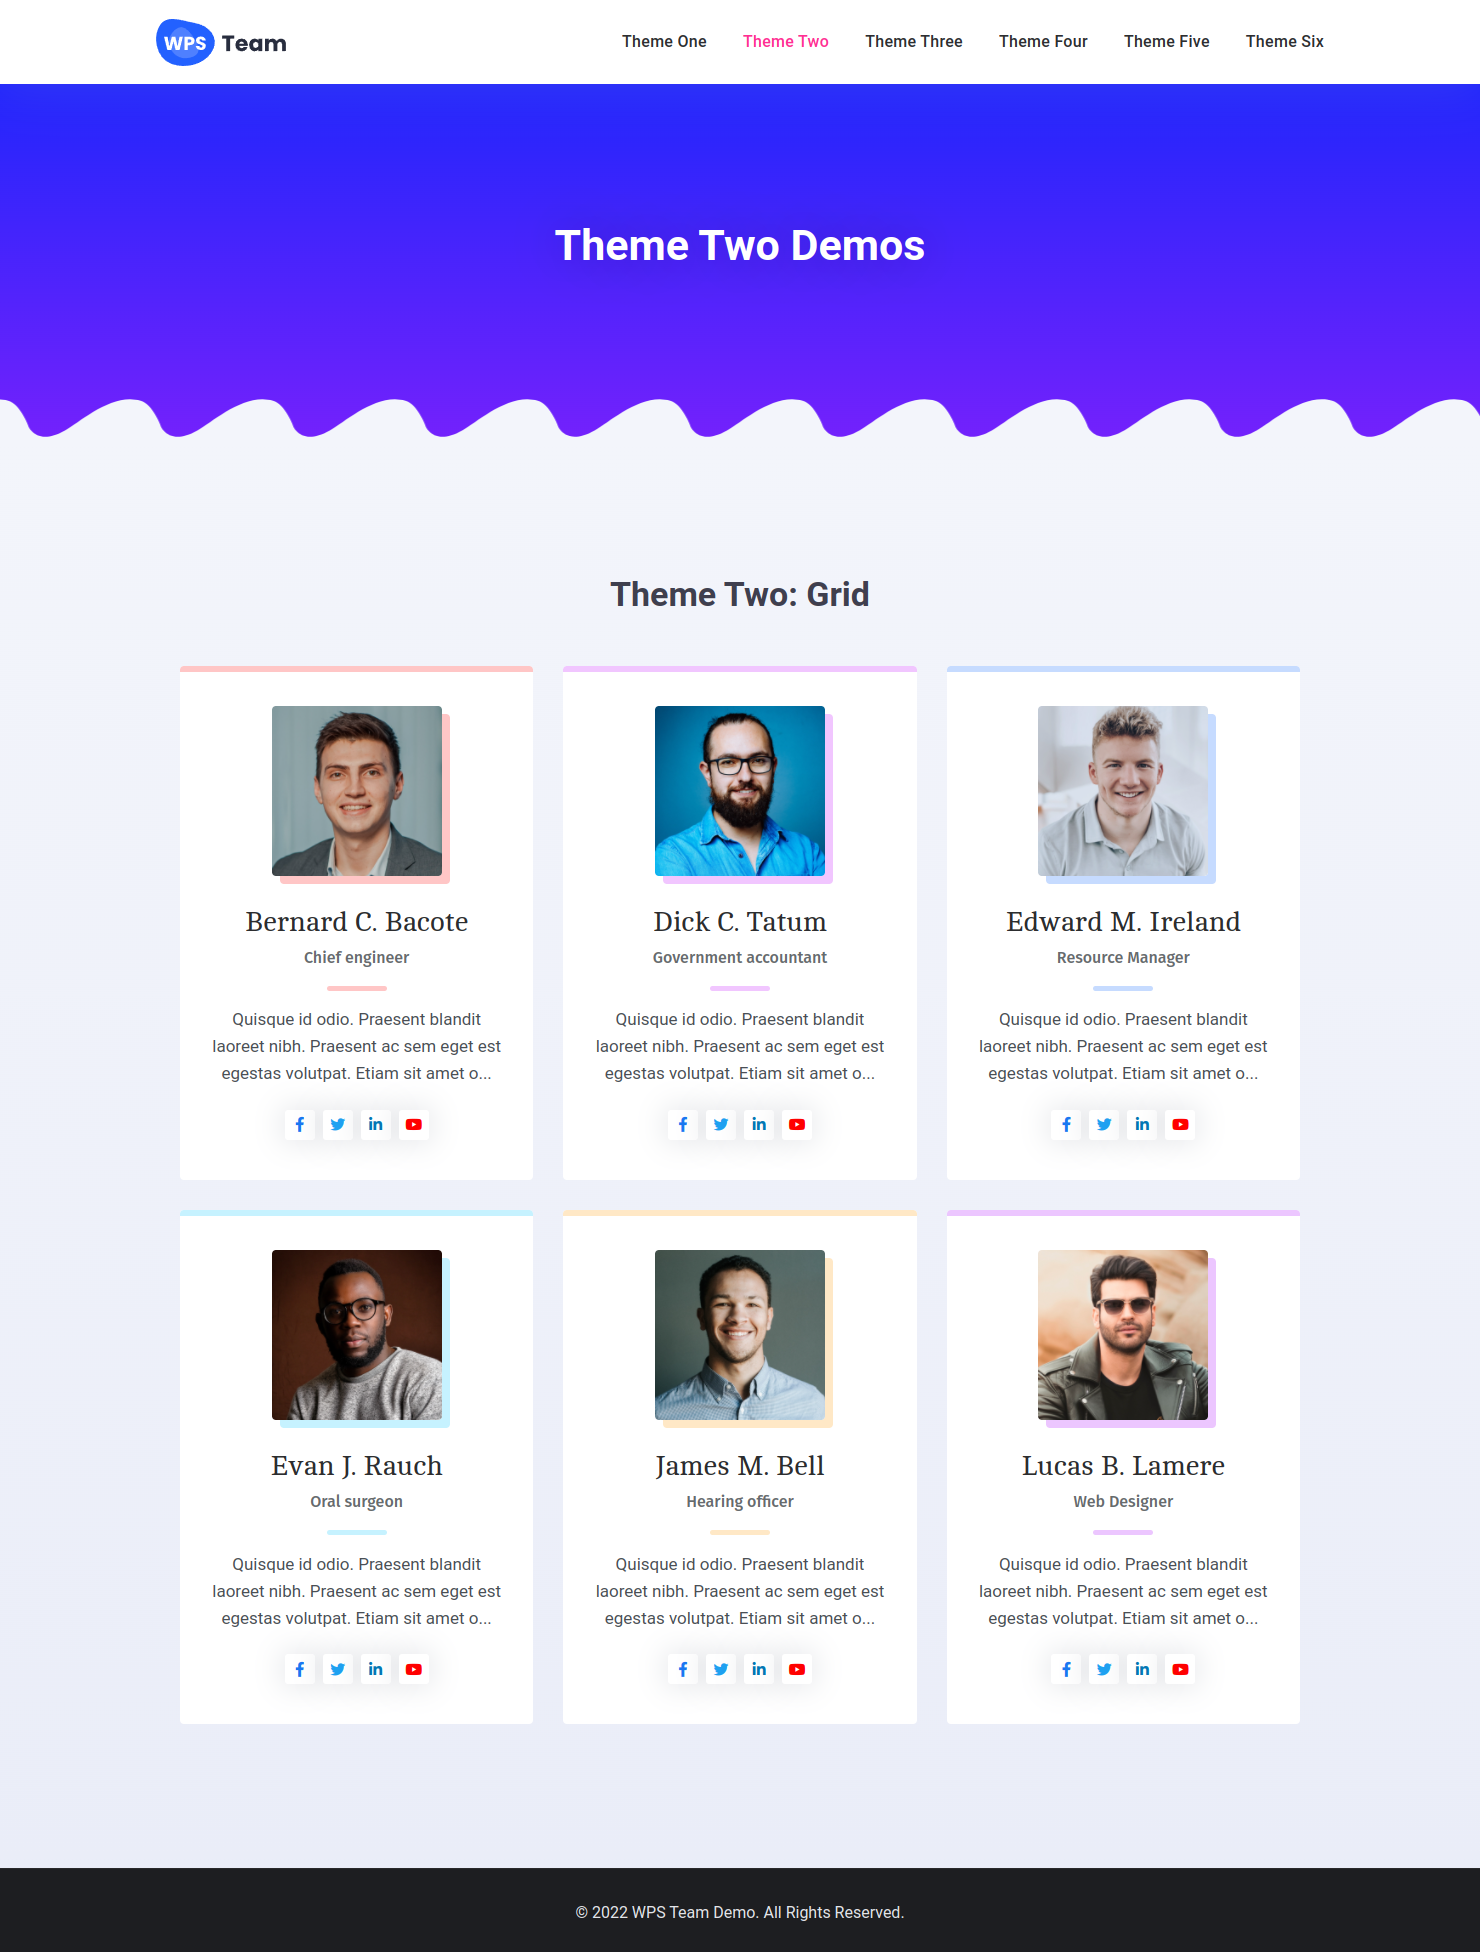 WPS Team
Theme One Theme Two Theme Three Theme Four Theme Five Theme Six
Theme Two Demos
Theme Two: Grid
Bernard C. Bacote
Chief engineer
Quisque id odio. Praesent blandit
laoreet nibh. Praesent ac sem eget est
egestas volutpat. Etiam sit amet o...
Dick C. Tatum
Government accountant
Quisque id odio. Praesent blandit
laoreet nibh. Praesent ac sem eget est
egestas volutpat. Etiam sit amet o...
Edward M. Ireland
Resource Manager
Quisque id odio. Praesent blandit
laoreet nibh. Praesent ac sem eget est
egestas volutpat. Etiam sit amet o...
Evan J. Rauch
Oral surgeon
Quisque id odio. Praesent blandit
laoreet nibh. Praesent ac sem eget est
egestas volutpat. Etiam sit amet o...
James M. Bell
Hearing officer
Quisque id odio. Praesent blandit
laoreet nibh. Praesent ac sem eget est
egestas volutpat. Etiam sit amet o...
Lucas B. Lamere
Web Designer
Quisque id odio. Praesent blandit
laoreet nibh. Praesent ac sem eget est
egestas volutpat. Etiam sit amet o...
© 2022 WPS Team Demo. All Rights Reserved.